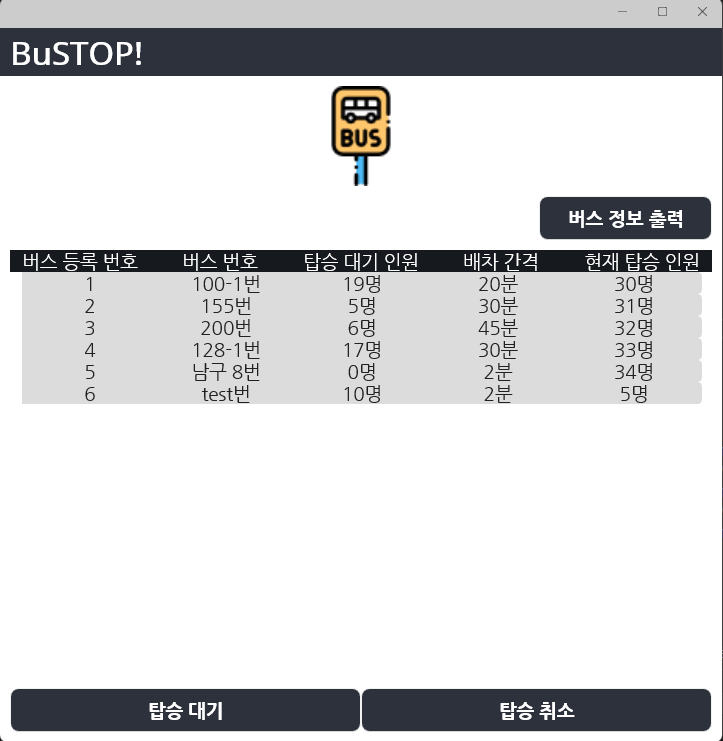 BuSTOP!
BUS
버스 정보 출력
버스 등록 번호 버스 번호 탑승 대기 인원 배차 간격 현재 탑승 인원
1 100-1번 19명 20분 30명
2 155번 5명 30분 31명
3 200번 6명 45분 32명
4 128-1번 17명 30분 33명
5 남구 8번 0명 2분 34명
6 test번 10명 2분 5명
탑승 대기 탑승 취소